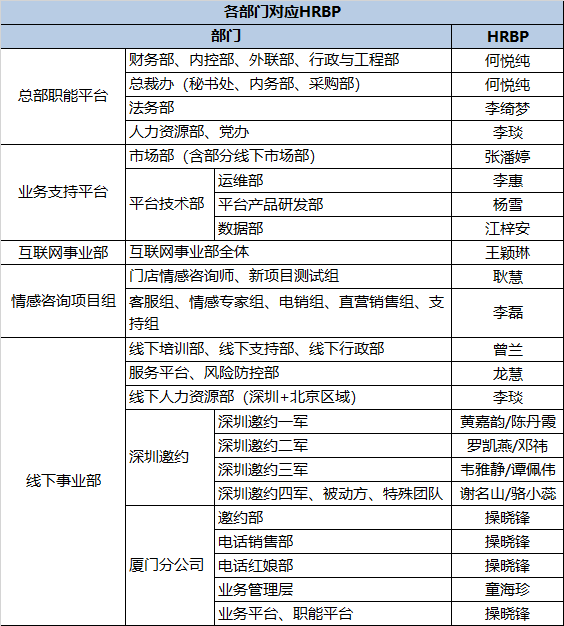 各部门对应HRBP
部门 HRBP
总部职能平台
财务部、内控部、外联部、行政与工程部 何悦纯
总裁办（秘书处、内务部、采购部） 何悦纯
法务部 李绮梦
人力资源部、党办 李琰
业务支持平台
市场部（含部分线下市场部） 张潘婷
平台技术部
运维部 李惠
平台产品研发部 杨雪
数据部 江梓安
互联网事业部 互联网事业部全体 王颖琳
情感咨询项目组
门店情感咨询师、新项目测试组 耿慧
客服组、情感专家组、电销组、直营销售组、支
持组 李磊
线下事业部
线下培训部、线下支持部、线下行政部 曾兰
服务平台、风险防控部 龙慧
线下人力资源部（深圳+北京区域） 李琰
深圳邀约
深圳邀约一军 黄嘉韵/陈丹霞
深圳邀约二军 罗凯燕/邓祎
深圳邀约三军 韦雅静/谭佩伟
深圳邀约四军、被动方、特殊团队 谢名山/骆小蕊
厦门分公司
邀约部 操晓锋
电话销售部 操晓锋
电话红娘部 操晓锋
业务管理层 童海珍
业务平台、职能平台 操晓锋